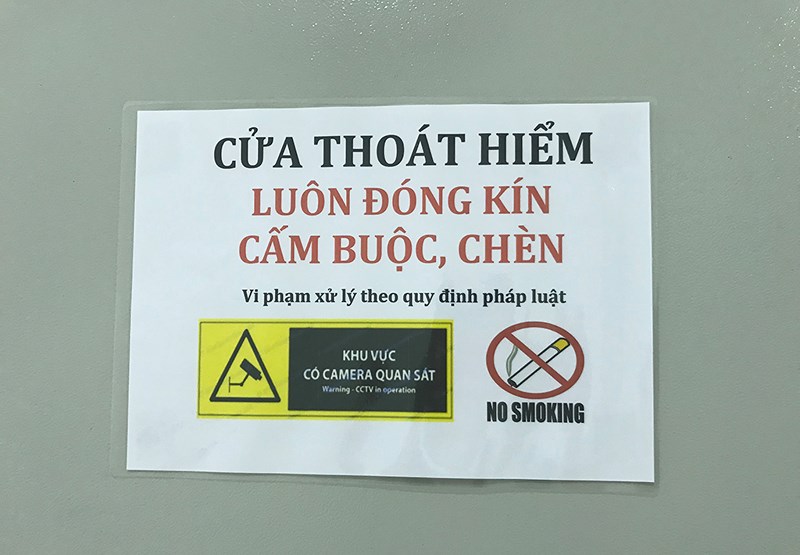 CỬA THOÁT HIỂM
LUÔN ĐÓNG KÍN
CẤM BUỘC, CHÈN
Vi phạm xử lý theo quy định pháp luật
KHU VỰC
CÓ CAMERA QUAN SÁT
Warning - CCTV in operation
NO SMOKING